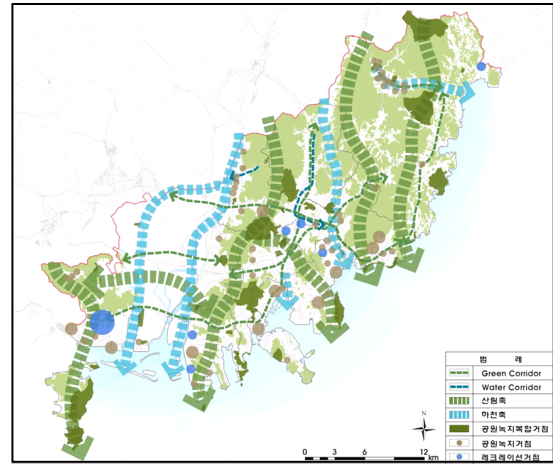 범 례
Green Corridor
Water Corridor
산림축
하천축
공원녹지복합거점
공원녹지거점
레크레이션거점
N
0 3 6 12
km